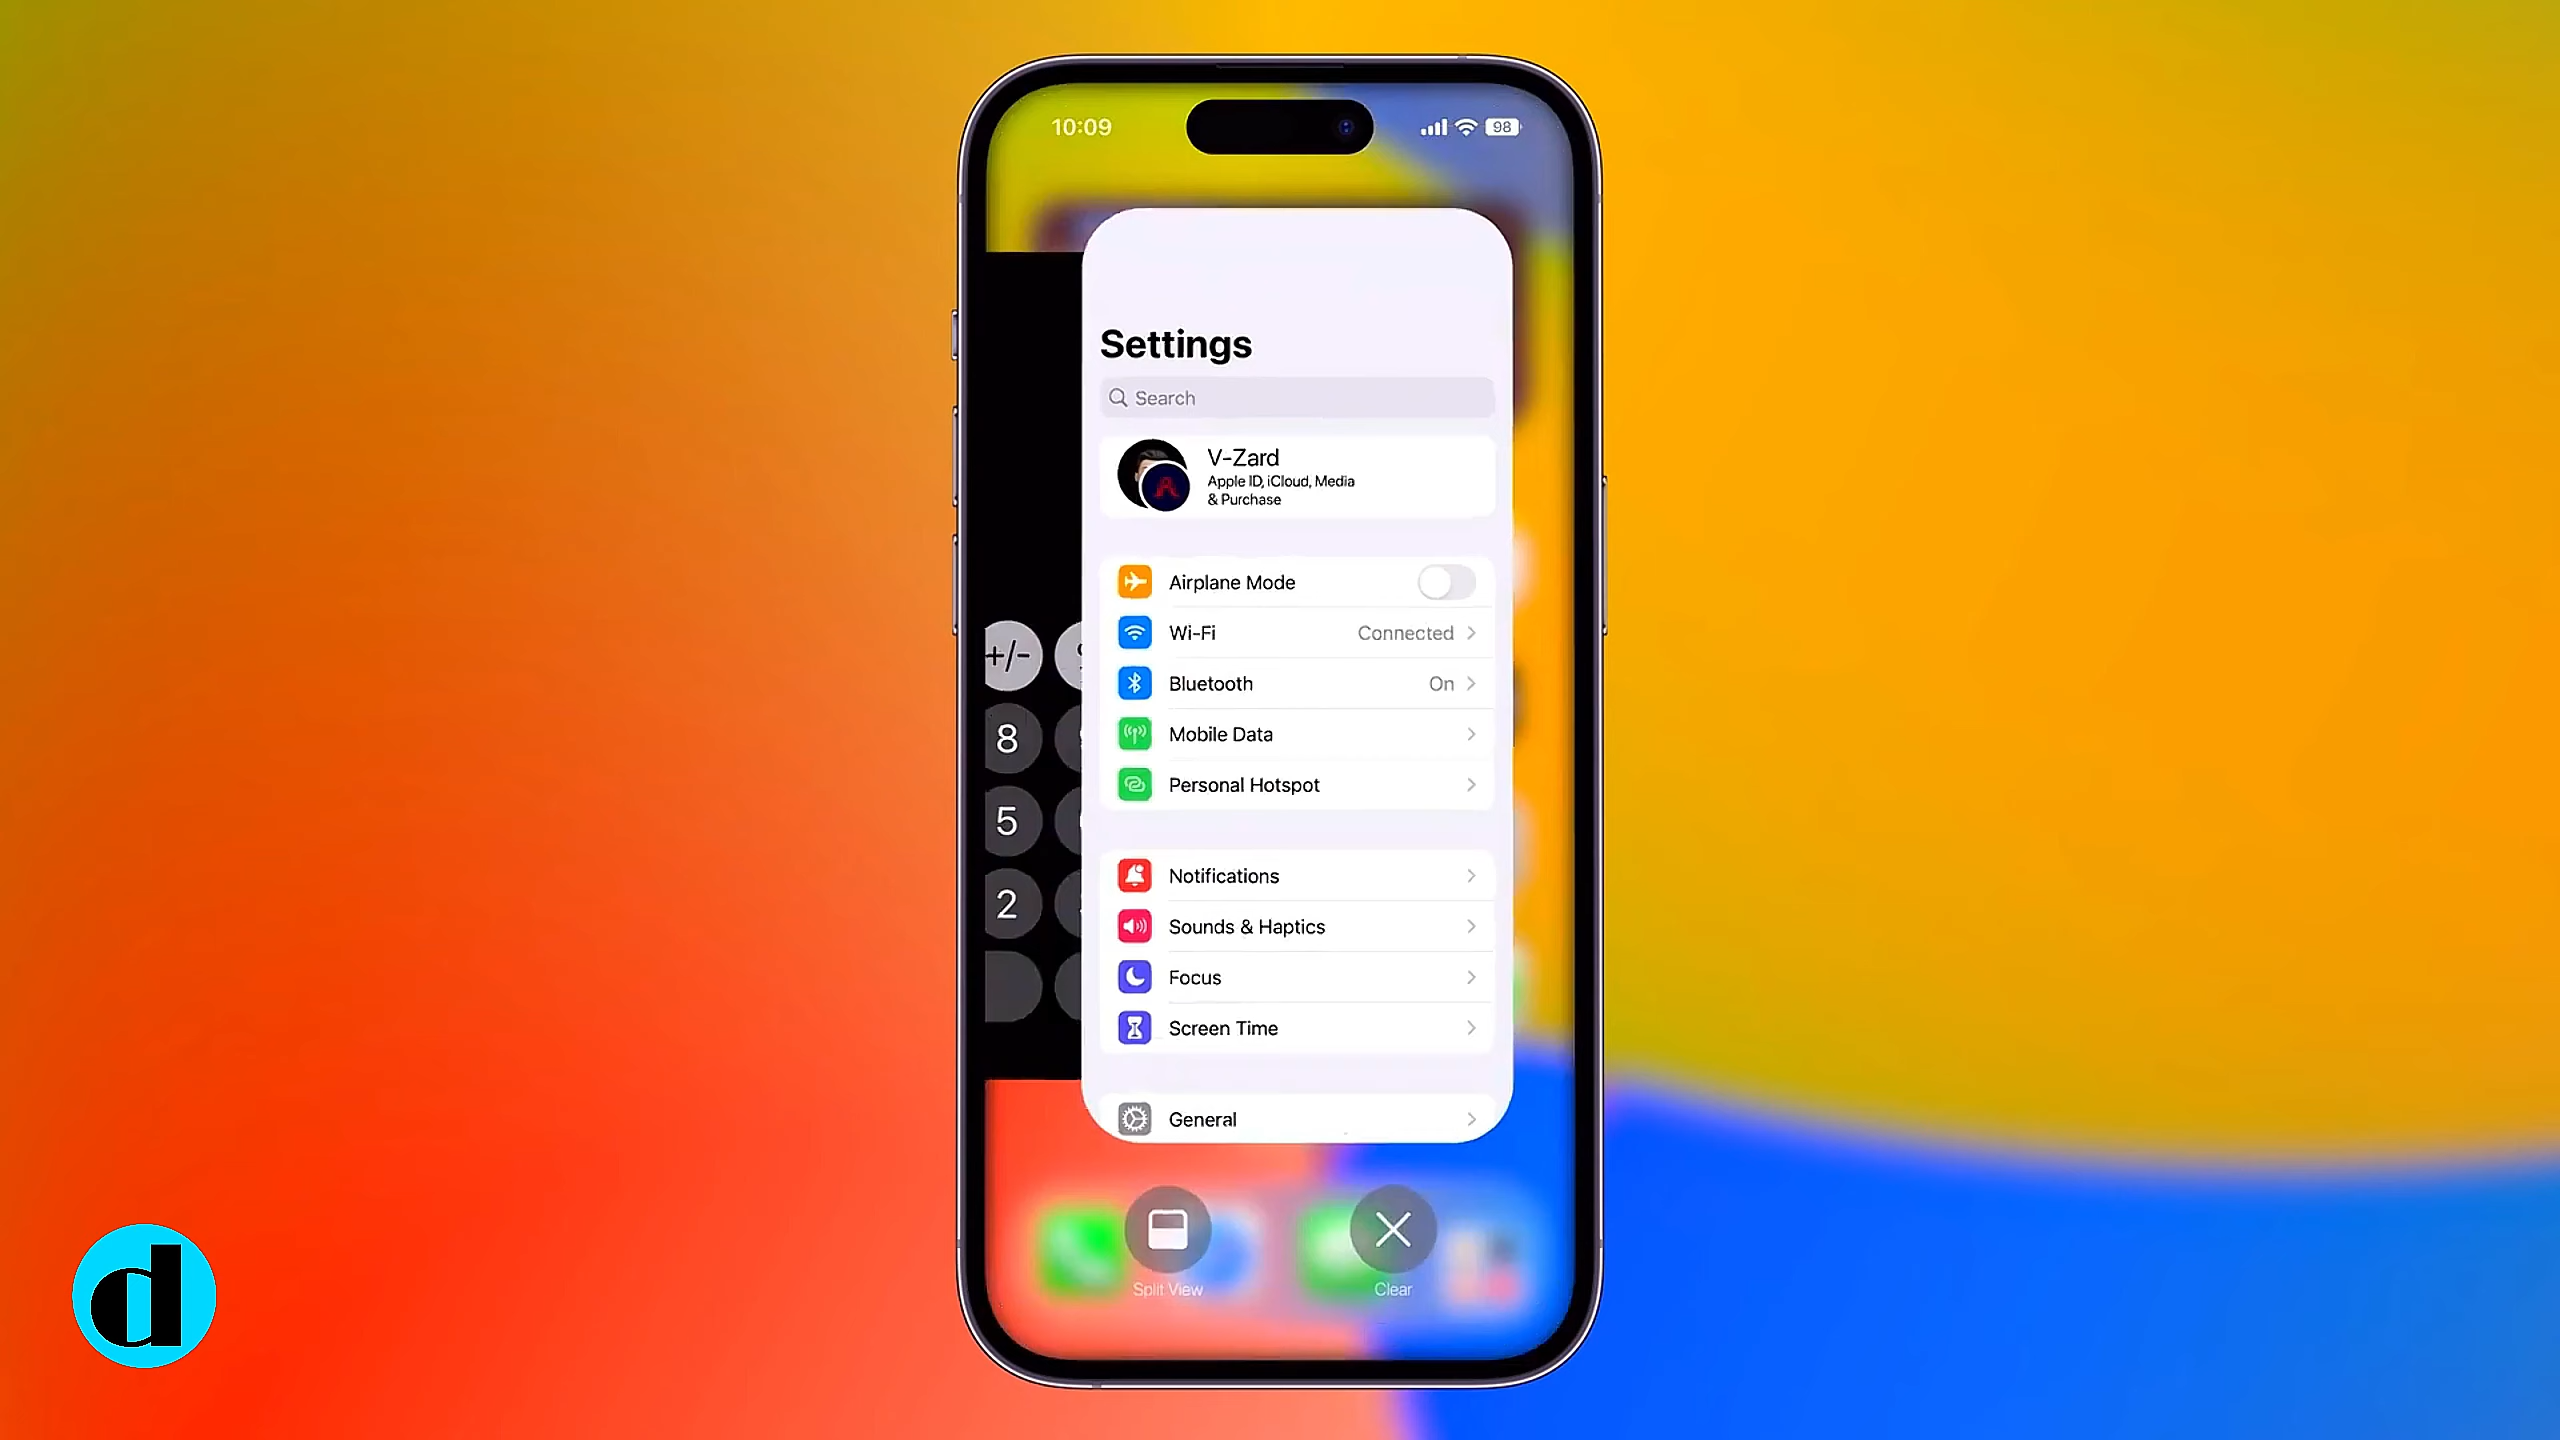 10:09
98
Settings
Search
V-Zard
Apple ID, iCloud, Media
& Purchase
Airplane Mode
Wi-Fi Connected
Bluetooth On
Mobile Data
Personal Hotspot
Notifications
Sounds & Haptics
Focus
Screen Time
General
+/-
8
5
2
Split View
Clear
d